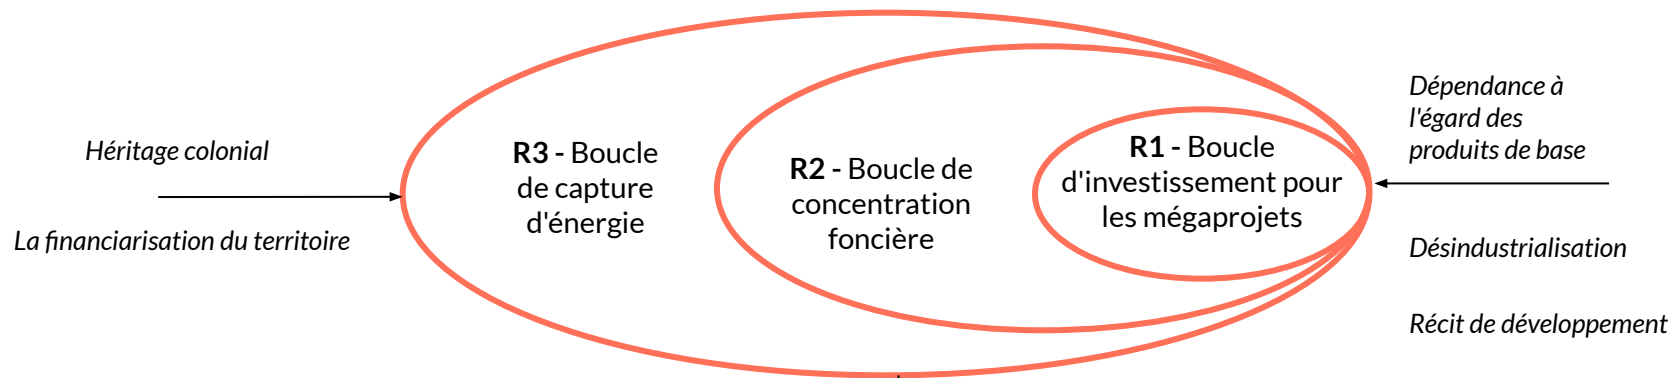 Héritage colonial
La financiarisation du territoire
R3 - Boucle
de capture
d'énergie
R2 - Boucle de
concentration
foncière
R1 - Boucle
d'investissement pour
les mégaprojets
Dépendance à
l'égard des
produits de base
Désindustrialisation
Récit de développement